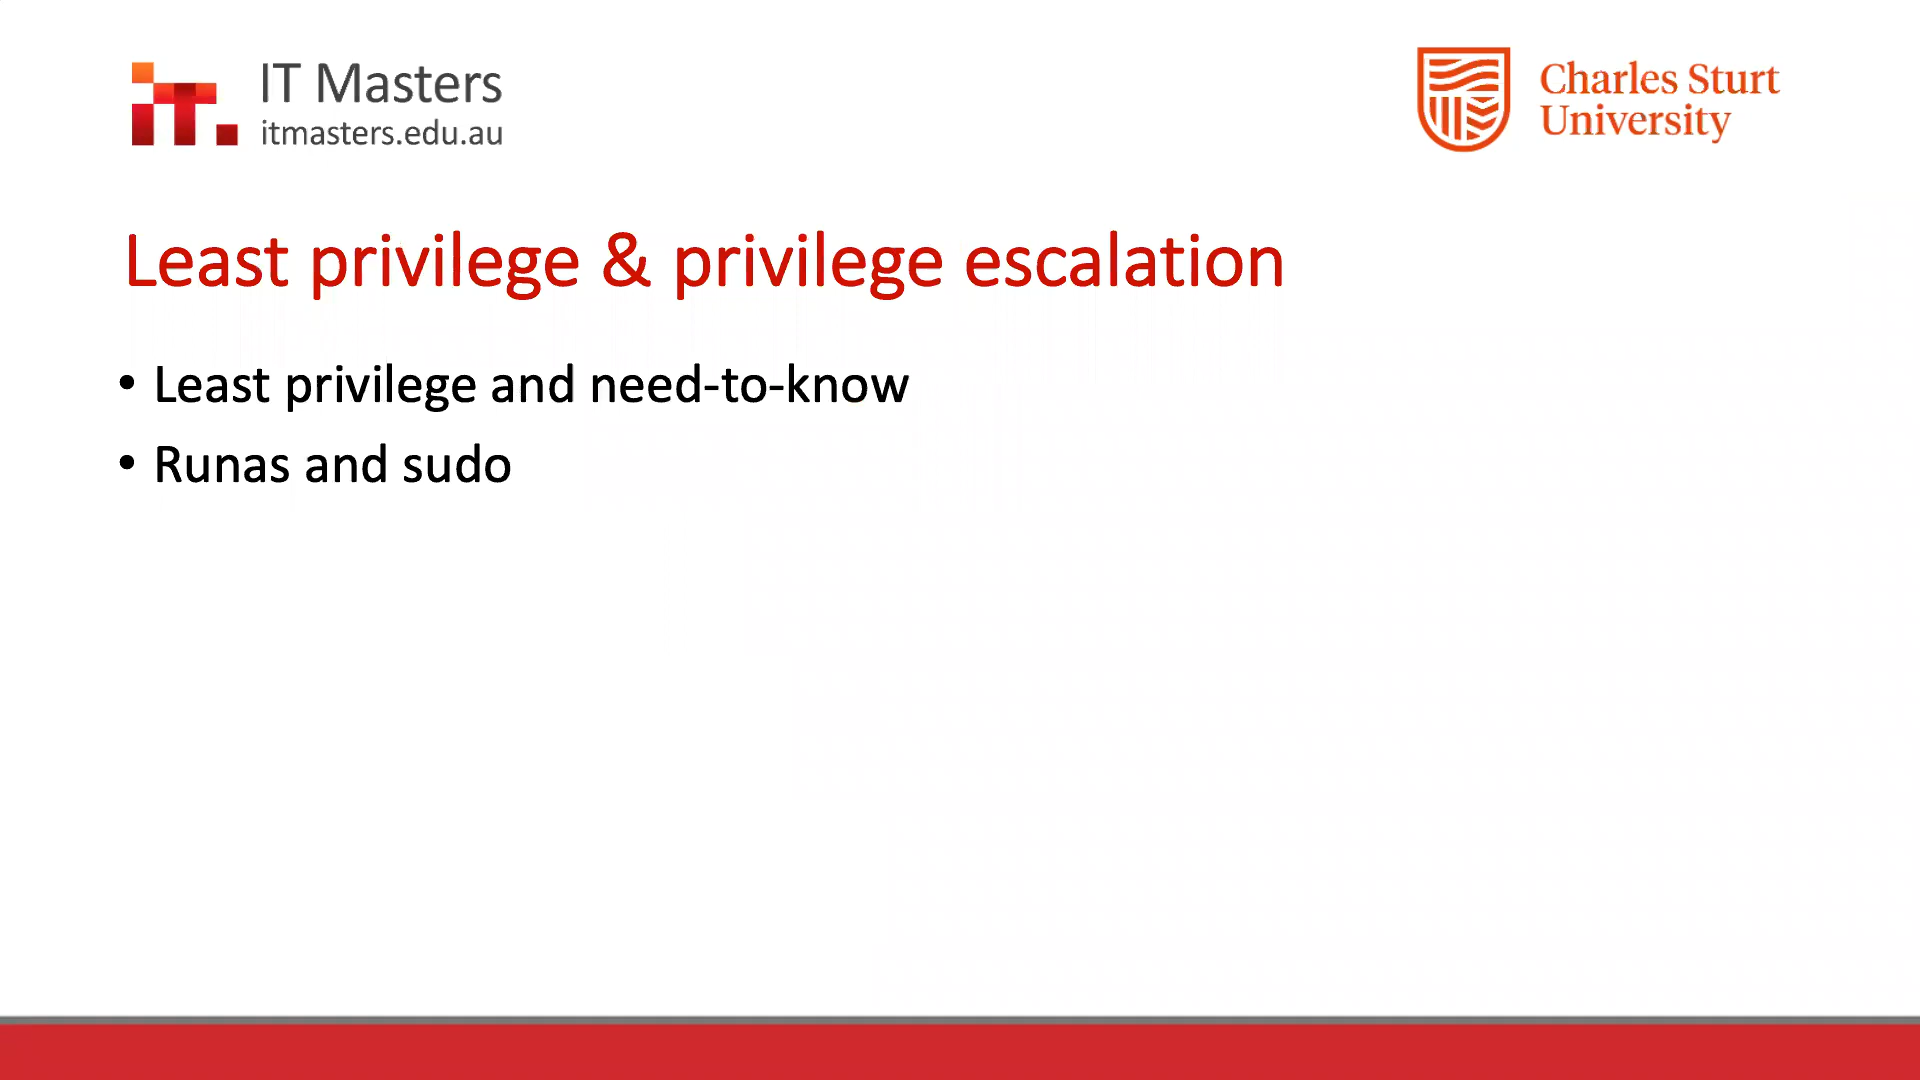 IT Masters
itmasters.edu.au
Charles Sturt
University
Least privilege & privilege escalation
• Least privilege and need-to-know
• Runas and sudo